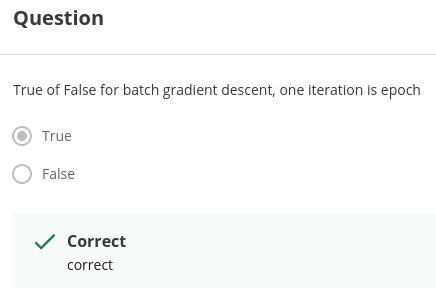 Question
True of False for batch gradient descent, one iteration is epoch
True
False
Correct
correct